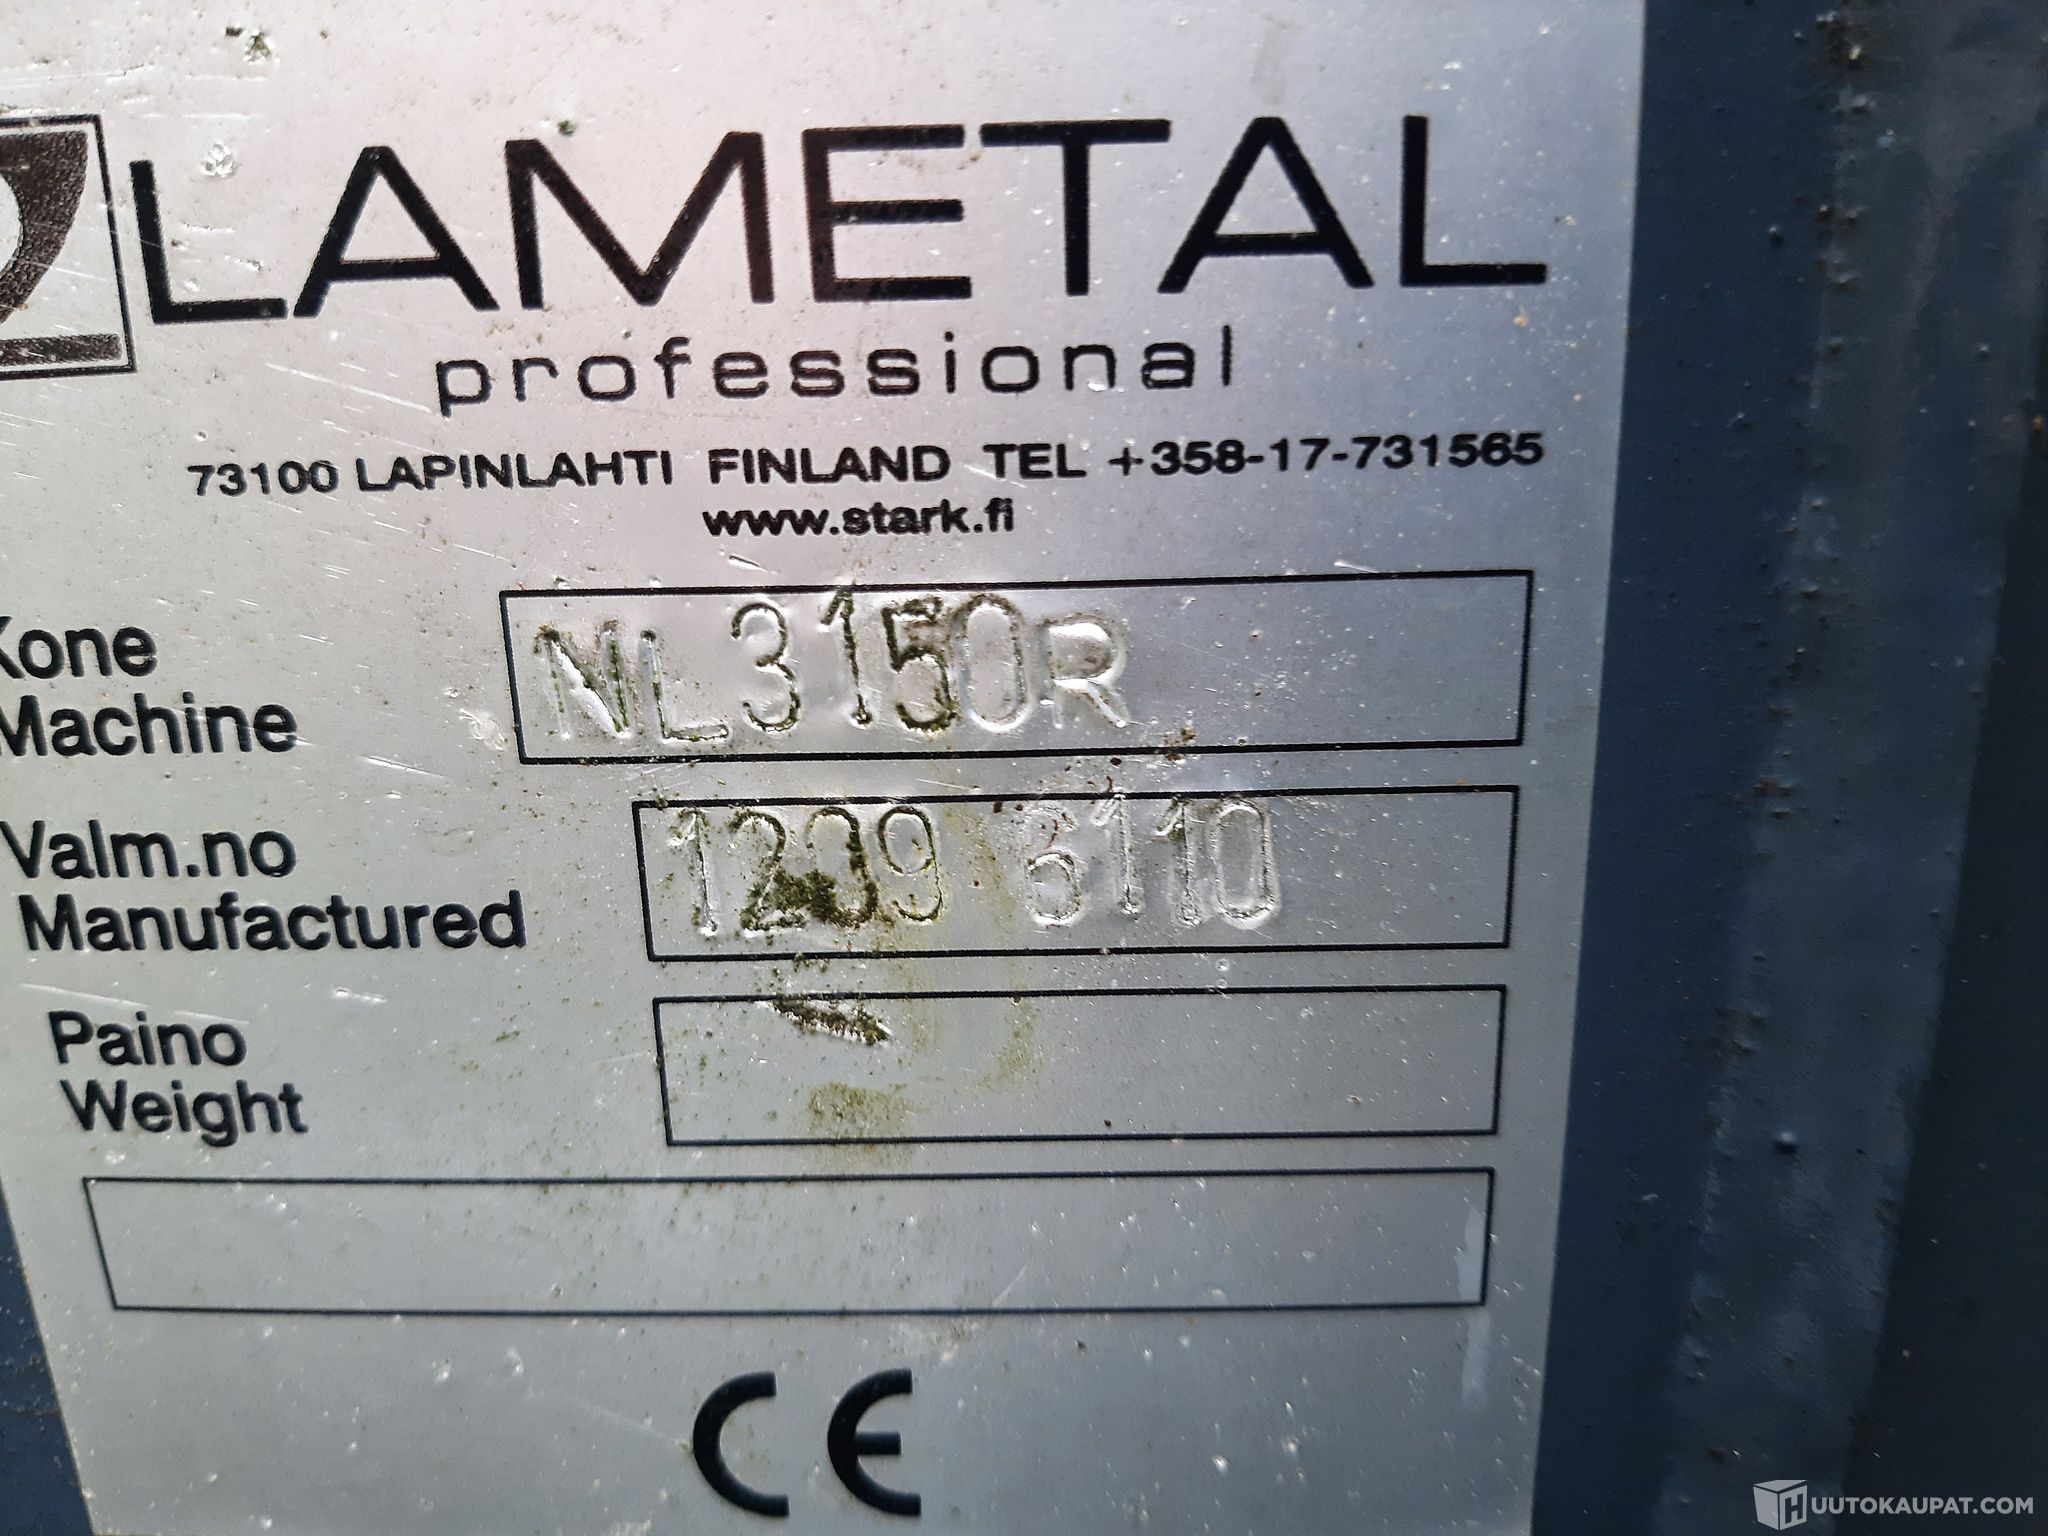 LAMETAL
professional
73100 LAPINLAHTI FINLAND TEL +358-17-731565
www.stark.fi
Kone
Machine
NL3150R
Valm.no
Manufactured
1209 6110
Paino
Weight
CE
HUUTOKAUPAT.COM